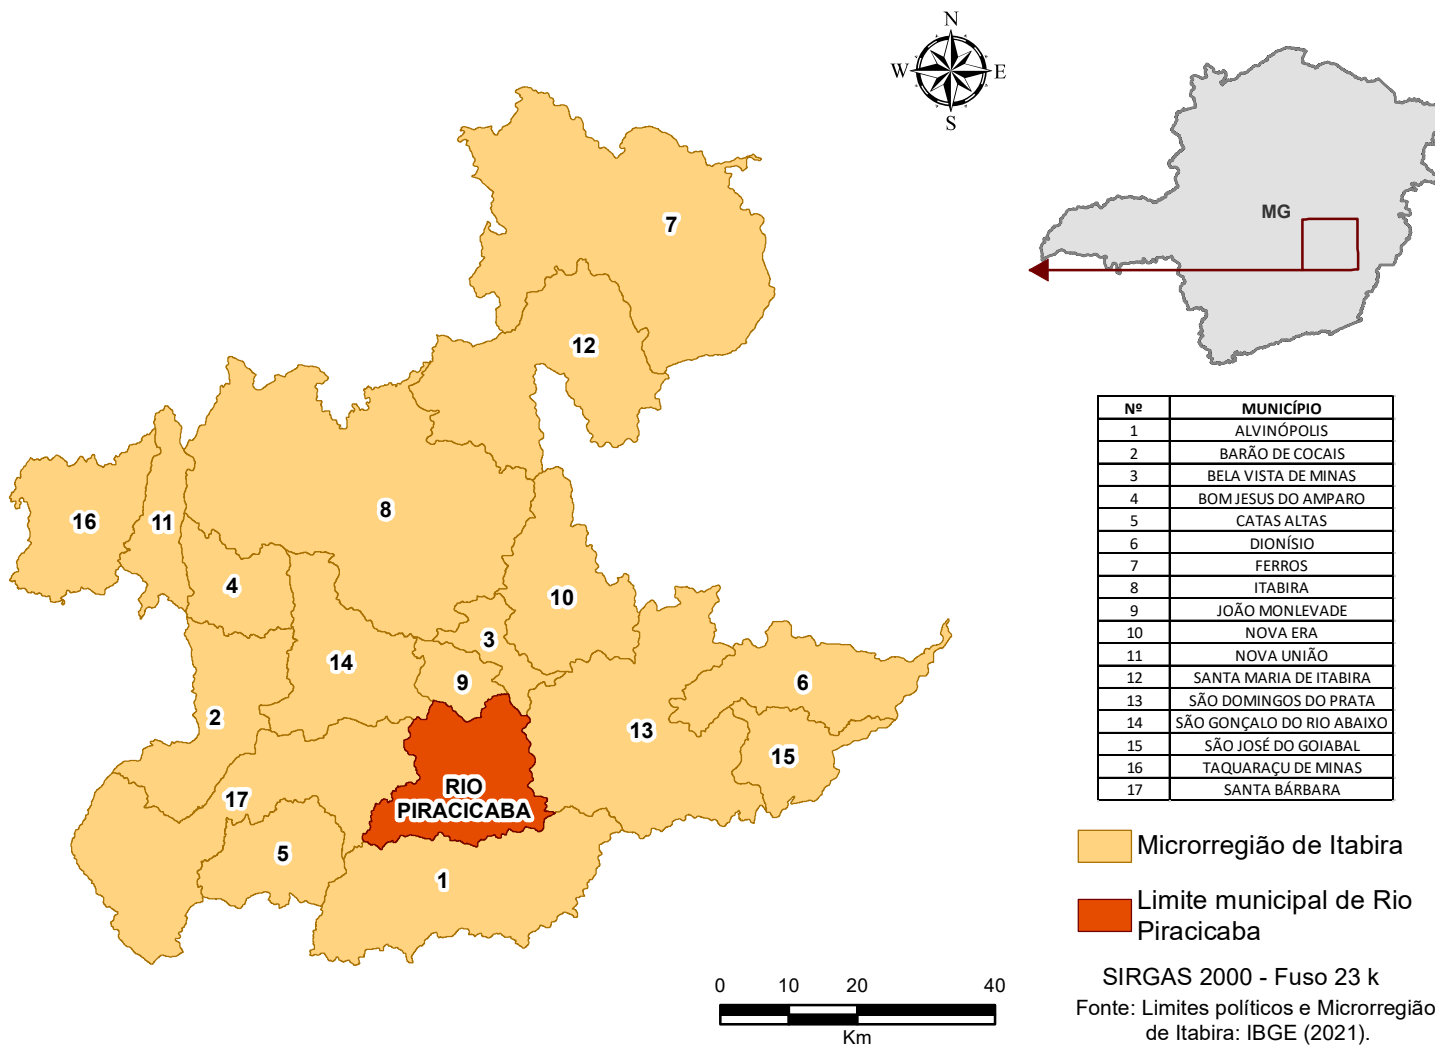 N
W E
S
MG
7
12
8
16
11
4
10
3
14
9
6
2
13
15
17
RIO
PIRACICABA
5
1
Nº MUNICÍPIO
1 ALVINÓPOLIS
2 BARÃO DE COCAIS
3 BELA VISTA DE MINAS
4 BOM JESUS DO AMPARO
5 CATAS ALTAS
6 DIONÍSIO
7 FERROS
8 ITABIRA
9 JOÃO MONLEVADE
10 NOVA ERA
11 NOVA UNIÃO
12 SANTA MARIA DE ITABIRA
13 SÃO DOMINGOS DO PRATA
14 SÃO GONÇALO DO RIO ABAIXO
15 SÃO JOSÉ DO GOIABAL
16 TAQUARAÇU DE MINAS
17 SANTA BÁRBARA
Microrregião de Itabira
Limite municipal de Rio
Piracicaba
0 10 20 40
Km
SIRGAS 2000 - Fuso 23 k
Fonte: Limites políticos e Microrregião
de Itabira: IBGE (2021).